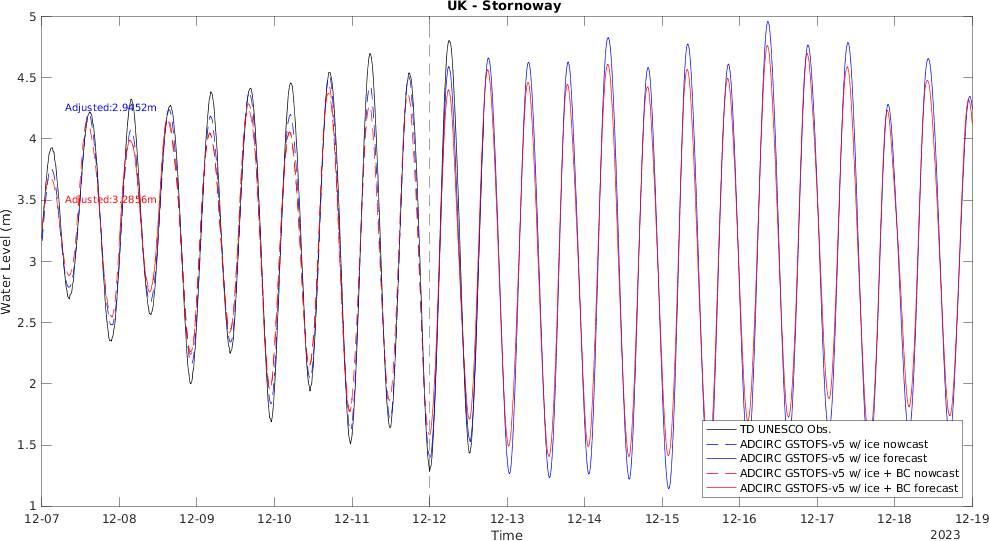 UK - Stornoway
Water Level (m)
5
4.5
4
3.5
3
2.5
2
1.5
1
Adjusted:2.9452m
Adjusted:3.2856m
TD UNESCO Obs.
ADCIRC GSTOFS-v5 w/ ice nowcast
ADCIRC GSTOFS-v5 w/ ice forecast
ADCIRC GSTOFS-v5 w/ ice + BC nowcast
ADCIRC GSTOFS-v5 w/ ice + BC forecast
12-07 12-08 12-09 12-10 12-11 12-12 12-13 12-14 12-15 12-16 12-17 12-18 12-19
Time
2023